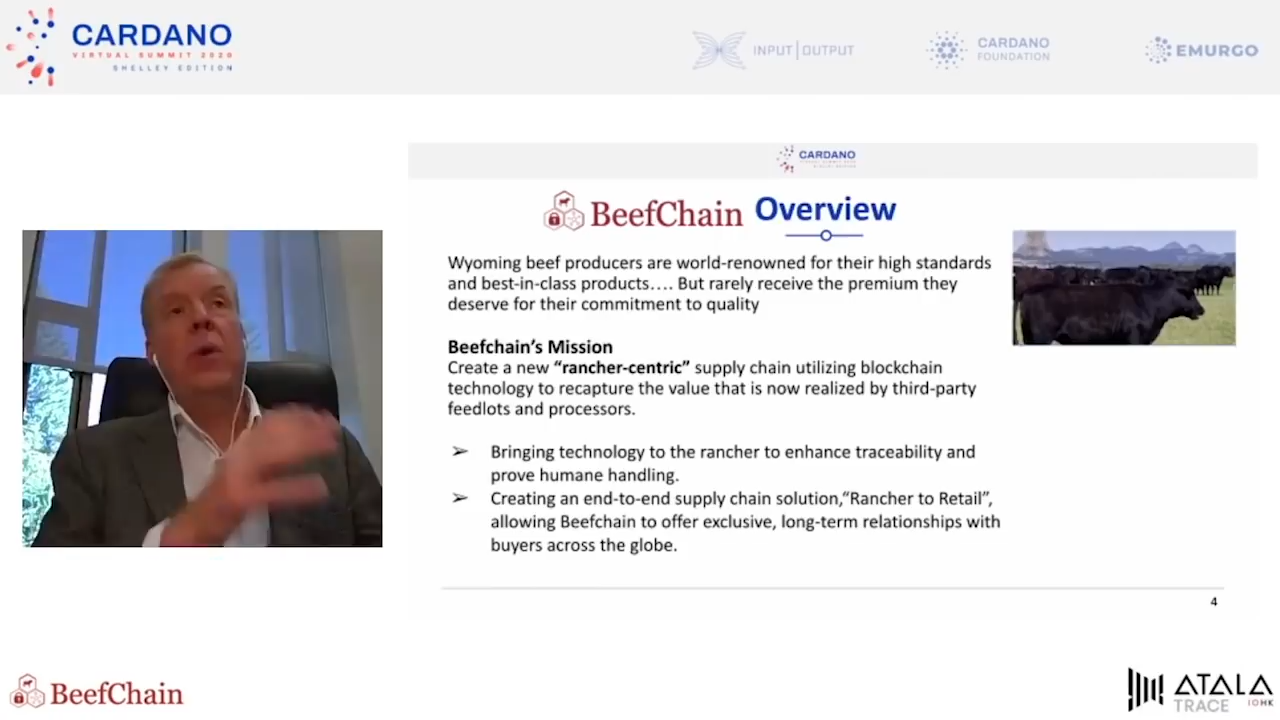 CARDANO
VIRTUAL SUMMIT 2020
SHELLEY EDITION
INPUT|OUTPUT
CARDANO
FOUNDATION
EMURGO
CARDANO
BeefChain Overview
Wyoming beef producers are world-renowned for their high standards
and best-in-class products…. But rarely receive the premium they
deserve for their commitment to quality
Beefchain's Mission
Create a new “rancher-centric” supply chain utilizing blockchain
technology to recapture the value that is now realized by third-party
feedlots and processors.
➢ Bringing technology to the rancher to enhance traceability and
prove humane handling.
➢ Creating an end-to-end supply chain solution,“Rancher to Retail”,
allowing Beefchain to offer exclusive, long-term relationships with
buyers across the globe.
4
BeefChain
ATALA
TRACE IOHK